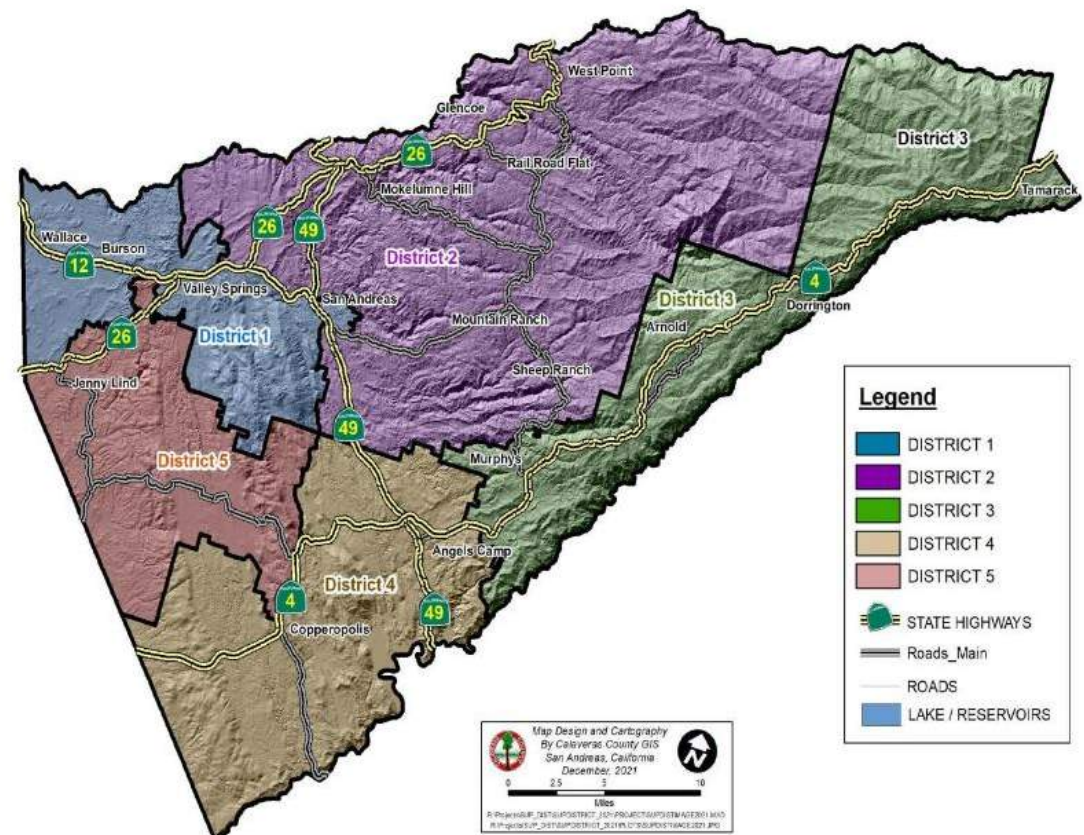 West Point
Glencoe
26
Rail Road Flat
District 3
Tamarack
Mokelumne Hill
26
49
Wallace
Burson
12
District 2
Valley Springs
San Andreas
District 3
4
Dorrington
26
District 1
Mountain Ranch
Arnold
Jenny Lind
Sheep Ranch
49
District 5
Murphys
Angels Camp
4
District 4
49
Copperopolis
Legend
DISTRICT 1
DISTRICT 2
DISTRICT 3
DISTRICT 4
DISTRICT 5
STATE HIGHWAYS
Roads_Main
ROADS
LAKE / RESERVOIRS
Map Design and Cartography
By Calaveras County GIS
San Andreas, California
December, 2021
N
0 2.5 5 10
Miles